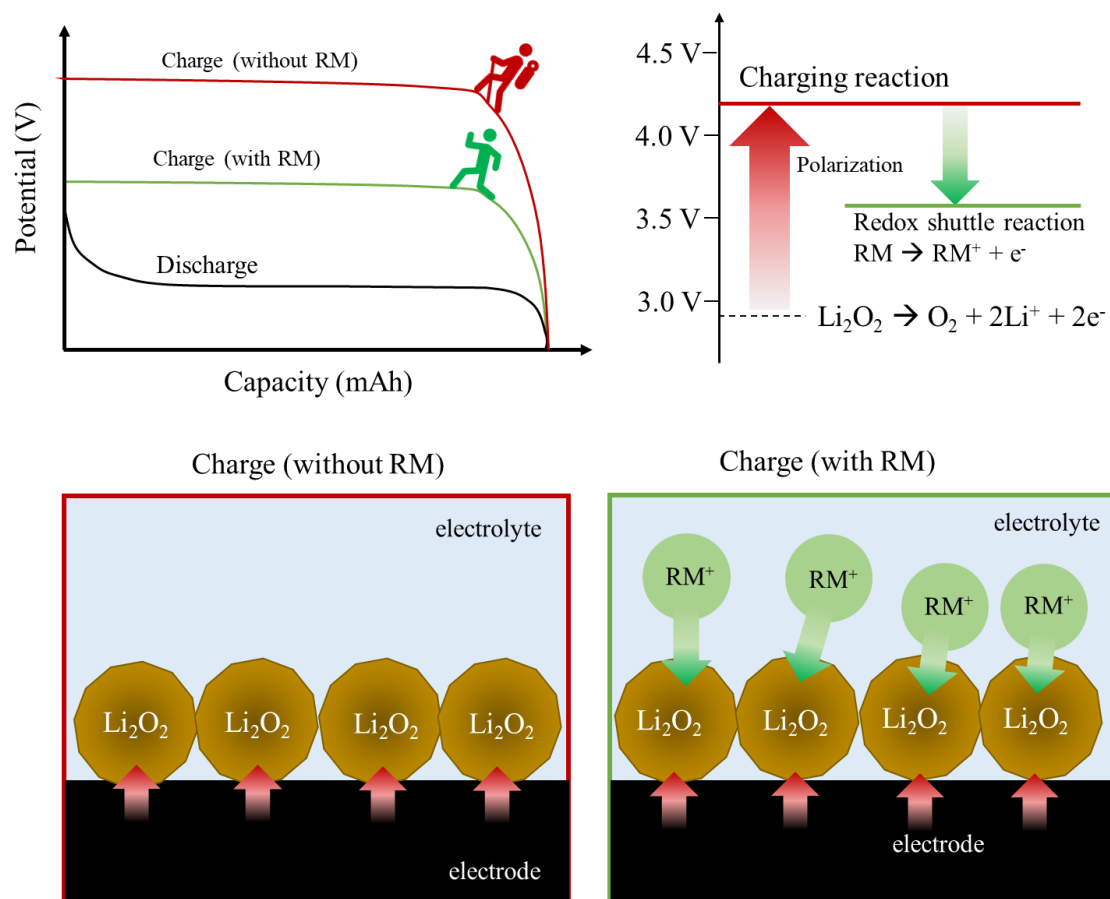 Charge (without RM)
Charge (with RM)
Discharge
Potential (V)
Capacity (mAh)
4.5 V
Charging reaction
4.0 V
Polarization
3.5 V
Redox shuttle reaction
RM → RM⁺ + e⁻
3.0 V
Li₂O₂ → O₂ + 2Li⁺ + 2e⁻
Charge (without RM)
electrolyte
Li₂O₂
Li₂O₂
Li₂O₂
Li₂O₂
electrode
Charge (with RM)
electrolyte
RM⁺
RM⁺
RM⁺
RM⁺
Li₂O₂
Li₂O₂
Li₂O₂
Li₂O₂
electrode